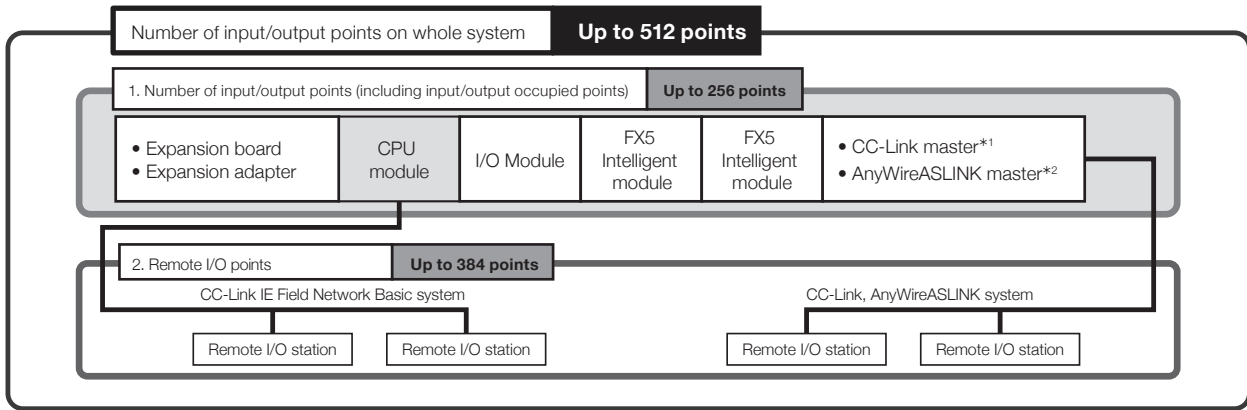 Number of input/output points on whole system Up to 512 points
1. Number of input/output points (including input/output occupied points) Up to 256 points
• Expansion board
• Expansion adapter
CPU
module
I/O Module
FX5
Intelligent
module
FX5
Intelligent
module
• CC-Link master*1
• AnyWireASLINK master*2
2. Remote I/O points Up to 384 points
CC-Link IE Field Network Basic system
CC-Link, AnyWireASLINK system
Remote I/O station
Remote I/O station
Remote I/O station
Remote I/O station